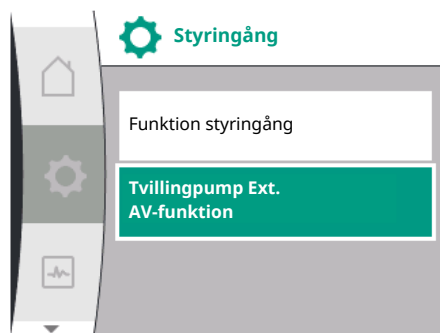 Styringång
Funktion styringång
Tvillingpump Ext.
AV-funktion